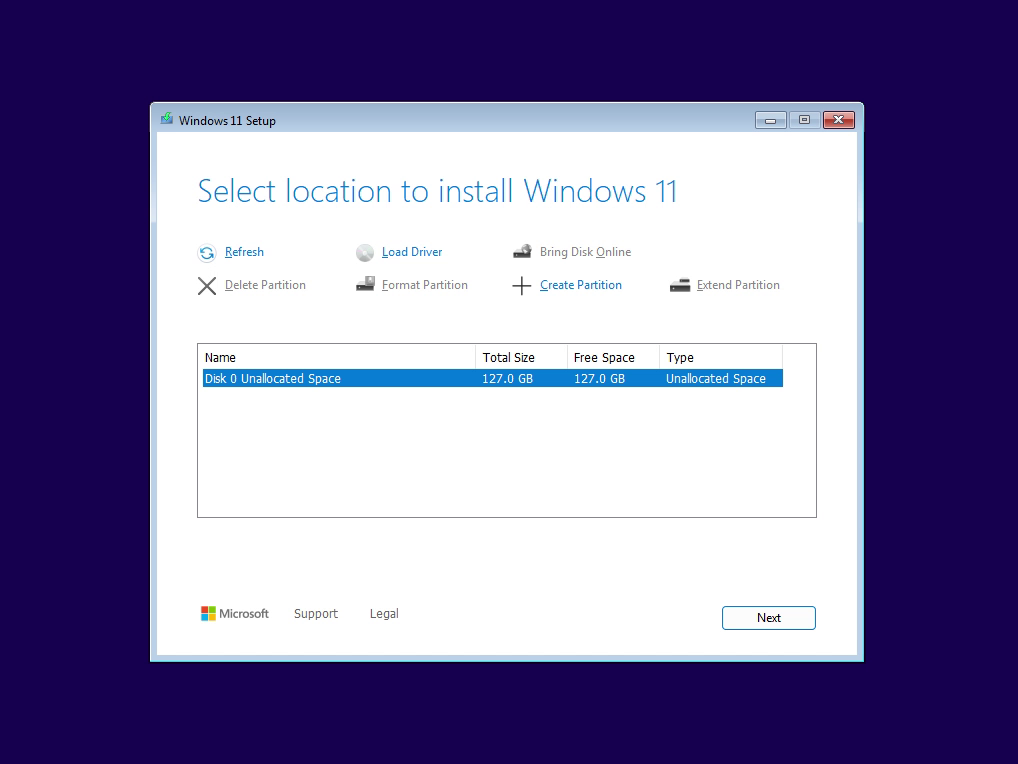 Windows 11 Setup
Select location to install Windows 11
Refresh Load Driver Bring Disk Online
Delete Partition Format Partition Create Partition Extend Partition
Name Total Size Free Space Type
Disk 0 Unallocated Space 127.0 GB 127.0 GB Unallocated Space
Microsoft Support Legal Next